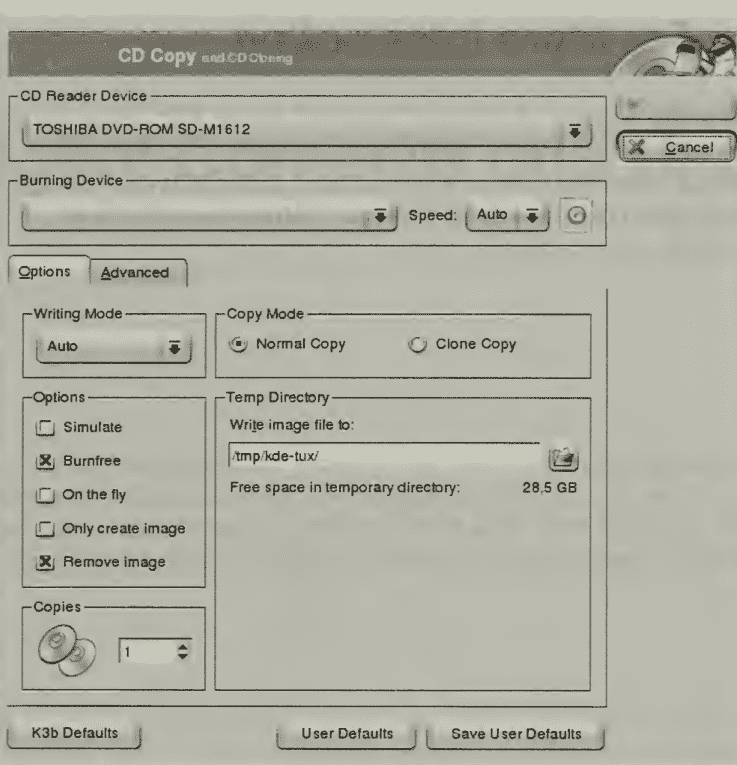 CD Copy and CD Cloning
CD Reader Device
TOSHIBA DVD-ROM SD-M1612
Cancel
Burning Device
Speed: Auto
Options Advanced
Writing Mode
Auto
Copy Mode
Normal Copy Clone Copy
Options
Simulate
Burnfree
On the fly
Only create image
Remove image
Temp Directory
Write image file to:
/tmp/kde-tux/
Free space in temporary directory: 28,5 GB
Copies
1
K3b Defaults User Defaults Save User Defaults